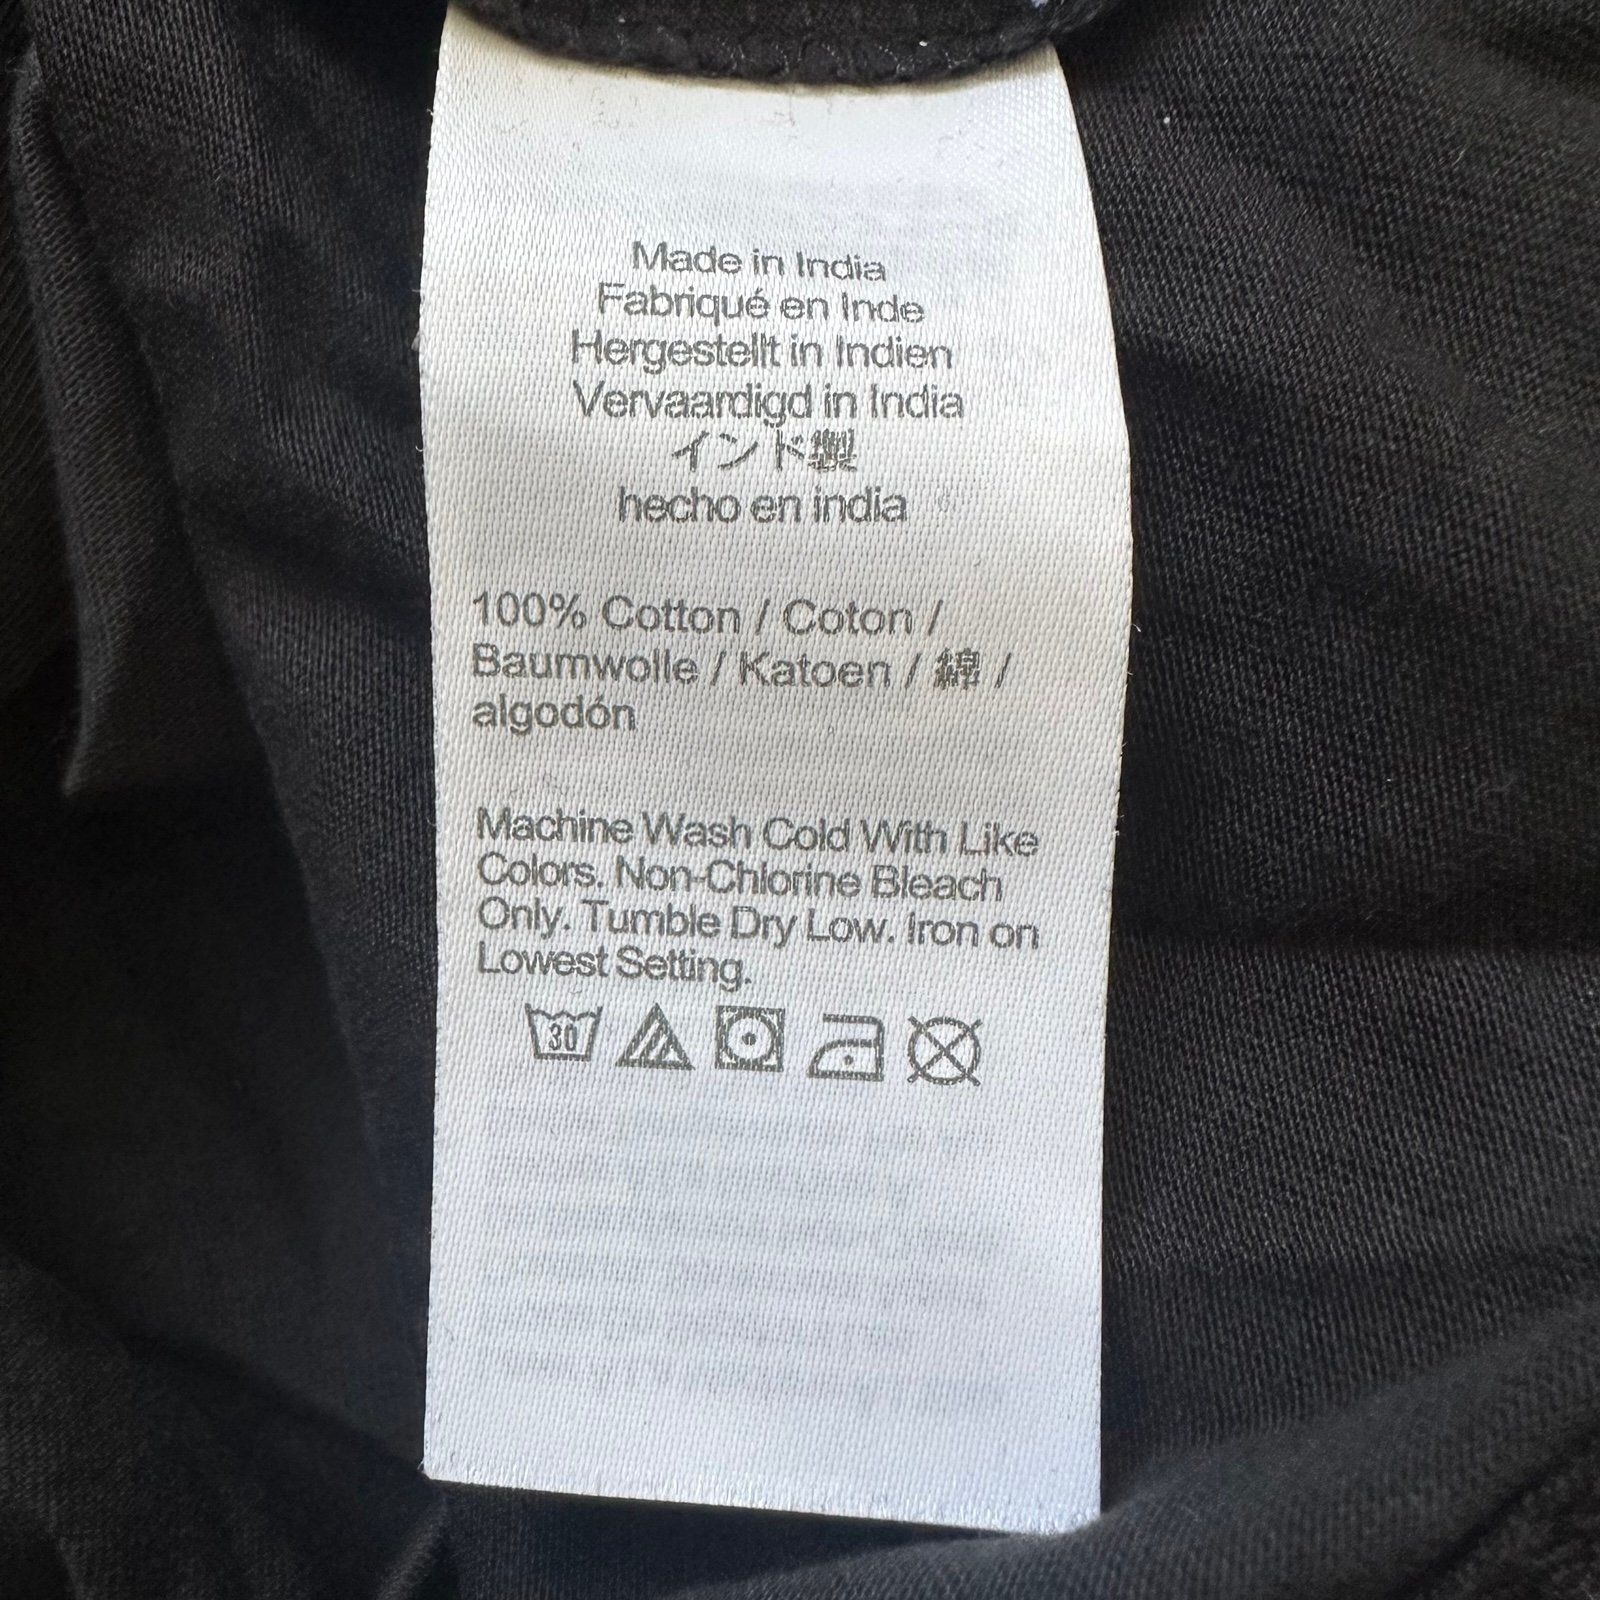 Made in India
Fabriqué en Inde
Hergestellt in Indien
Vervaardigd in India
インド製
hecho en india
100% Cotton / Coton /
Baumwolle / Katoen / 綿 /
algodón
Machine Wash Cold With Like
Colors. Non-Chlorine Bleach
Only. Tumble Dry Low. Iron on
Lowest Setting.
30